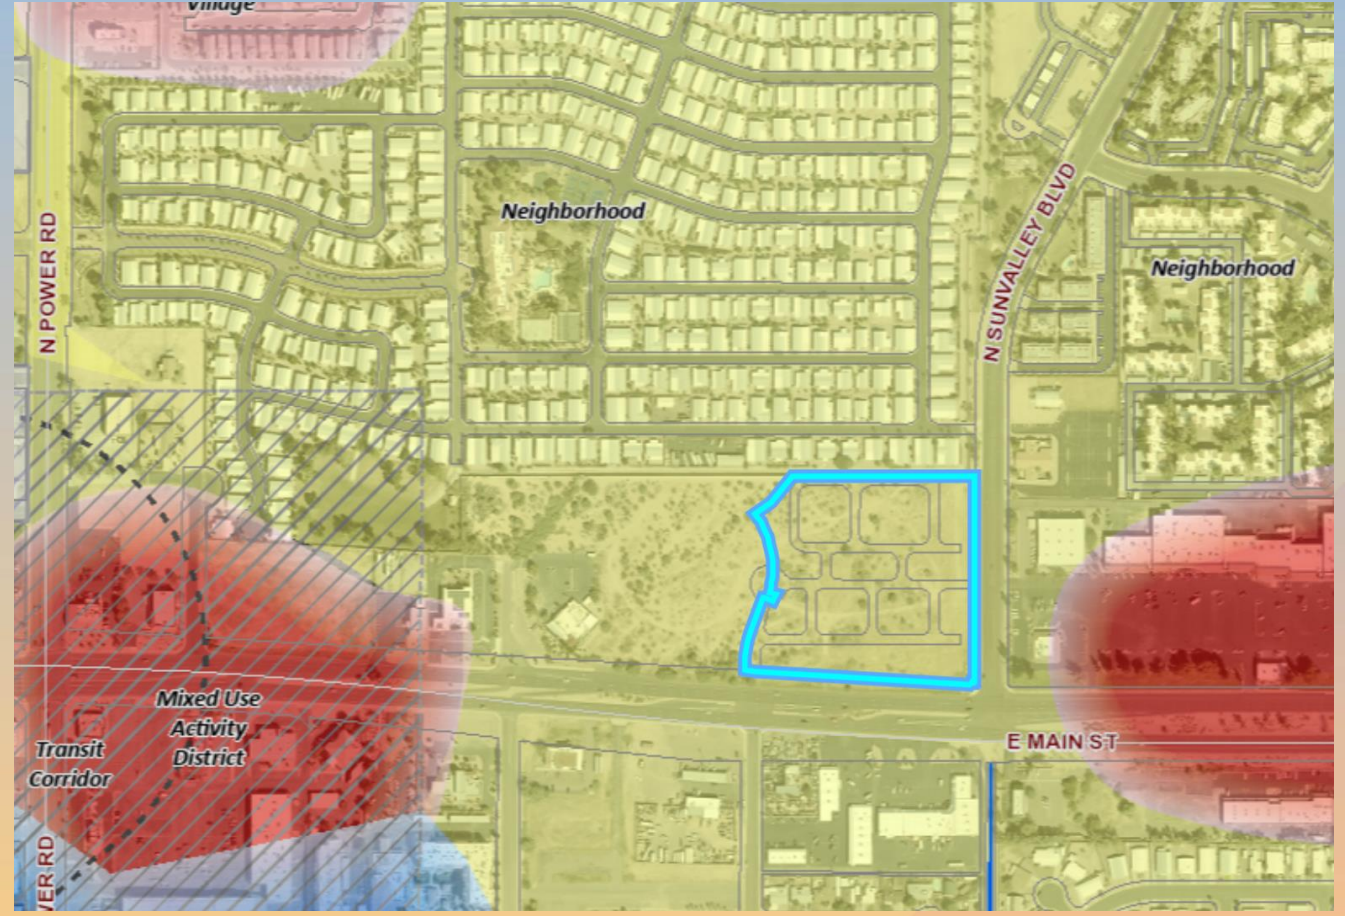 Village
N POWER RD
Neighborhood
N SUNVALLEY BLVD
Neighborhood
Mixed Use
Activity
District
Transit
Corridor
E MAIN ST
WER RD